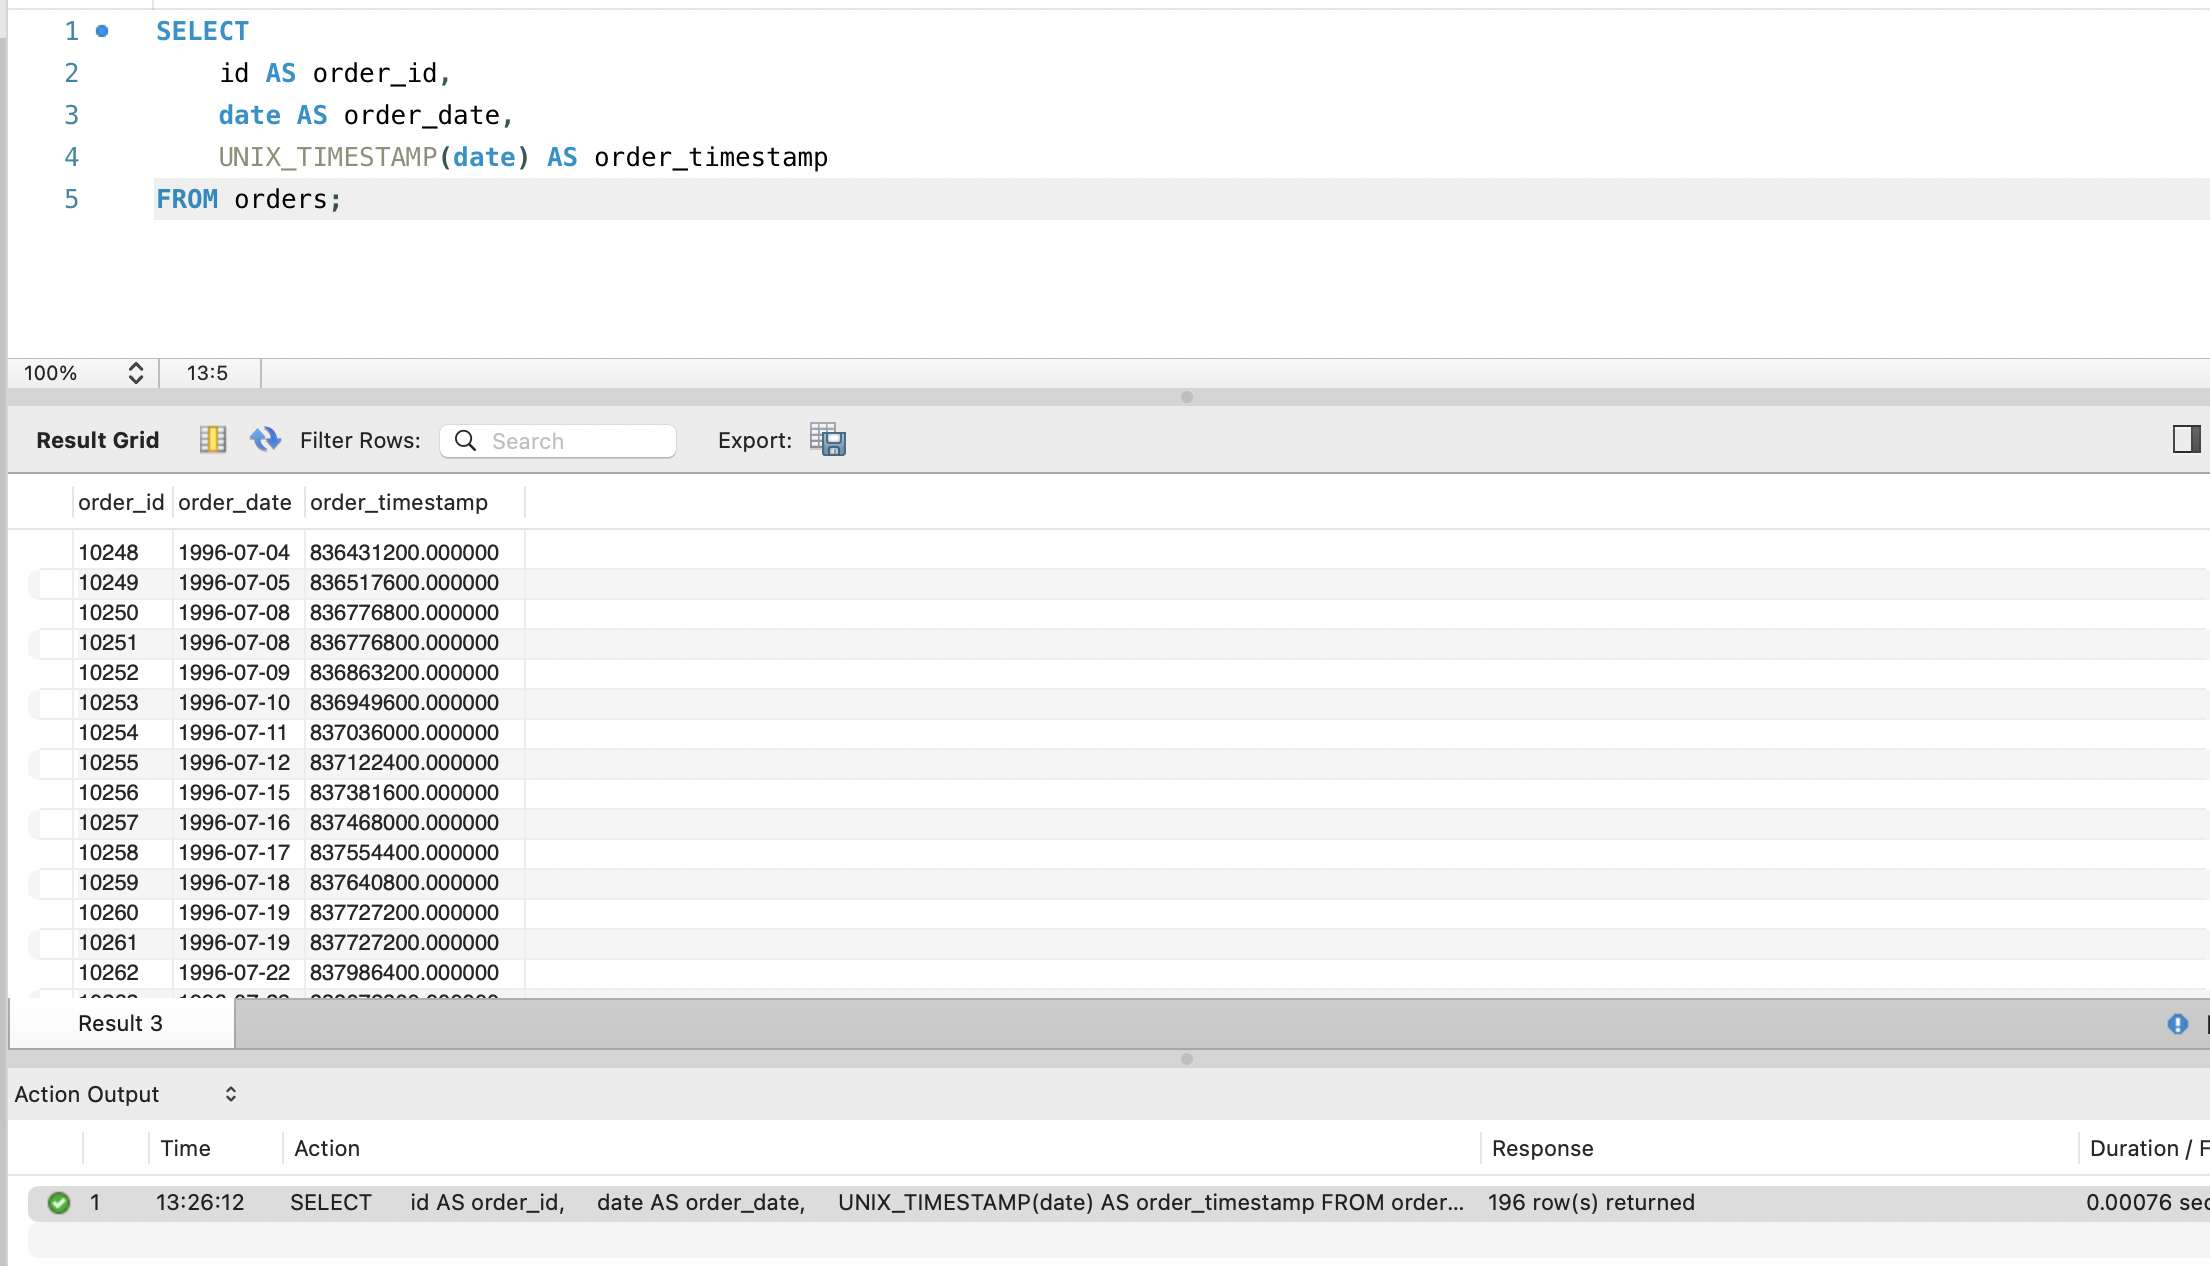 1 SELECT
2 id AS order_id,
3 date AS order_date,
4 UNIX_TIMESTAMP(date) AS order_timestamp
5 FROM orders;
100% 13:5
Result Grid Filter Rows: Search Export:
order_id order_date order_timestamp
10248 1996-07-04 836431200.000000
10249 1996-07-05 836517600.000000
10250 1996-07-08 836776800.000000
10251 1996-07-08 836776800.000000
10252 1996-07-09 836863200.000000
10253 1996-07-10 836949600.000000
10254 1996-07-11 837036000.000000
10255 1996-07-12 837122400.000000
10256 1996-07-15 837381600.000000
10257 1996-07-16 837468000.000000
10258 1996-07-17 837554400.000000
10259 1996-07-18 837640800.000000
10260 1996-07-19 837727200.000000
10261 1996-07-19 837727200.000000
10262 1996-07-22 837986400.000000
Result 3
Action Output
Time Action Response Duration / F
1 13:26:12 SELECT id AS order_id, date AS order_date, UNIX_TIMESTAMP(date) AS order_timestamp FROM order... 196 row(s) returned 0.00076 sec